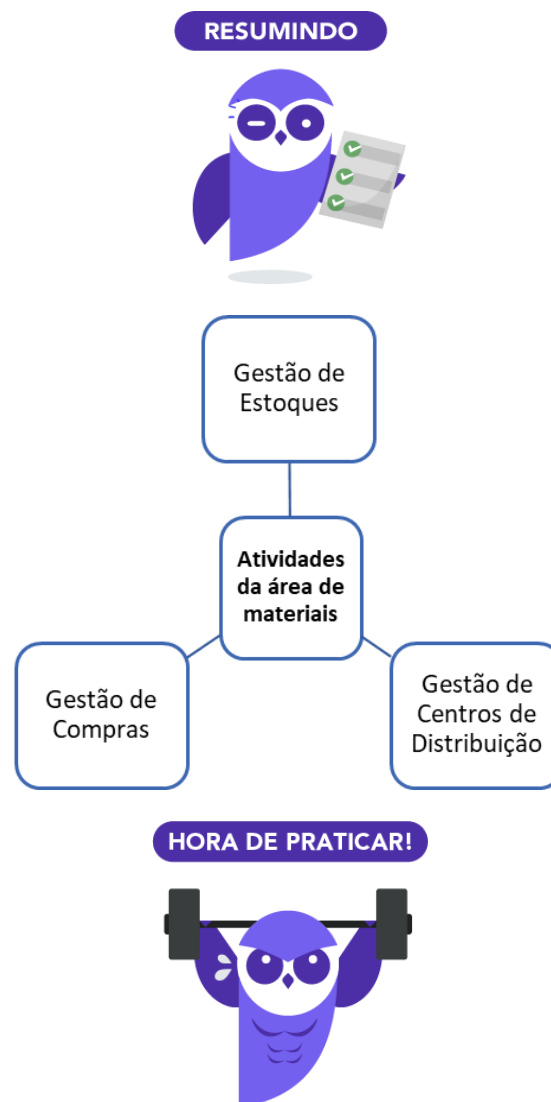 RESUMINDO
Gestão de
Estoques
Atividades
da área de
materiais
Gestão de
Compras
Gestão de
Centros de
Distribuição
HORA DE PRATICAR!